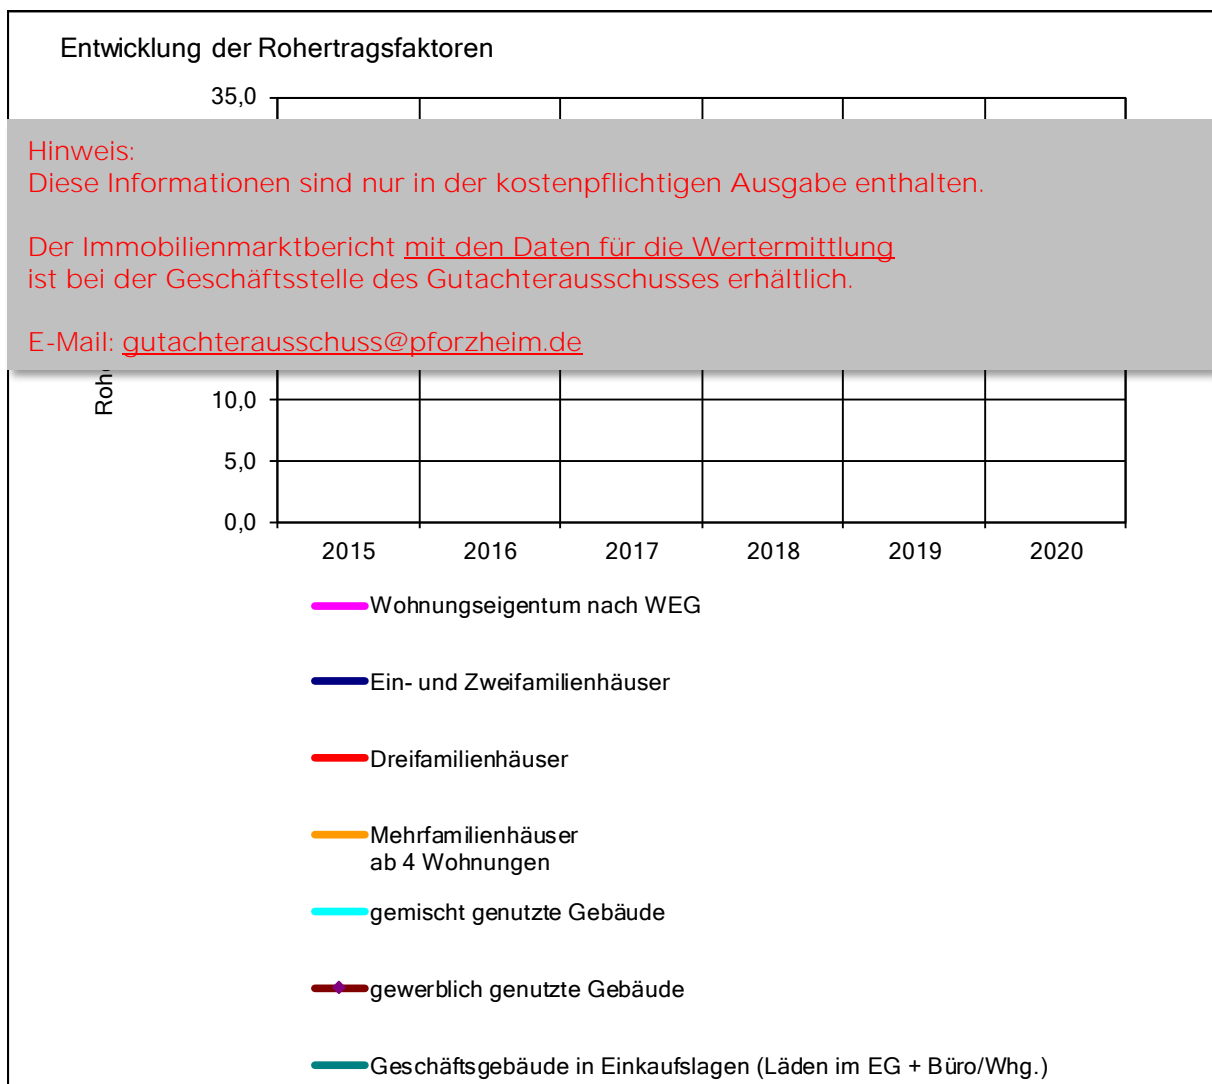 Entwicklung der Rohertragsfaktoren
35,0
Hinweis:
Diese Informationen sind nur in der kostenpflichtigen Ausgabe enthalten.
Der Immobilienmarktbericht mit den Daten für die Wertermittlung
ist bei der Geschäftsstelle des Gutachterausschusses erhältlich.
E-Mail: gutachterausschuss@pforzheim.de
10,0
5,0
0,0
2015 2016 2017 2018 2019 2020
Wohnungseigentum nach WEG
Ein- und Zweifamilienhäuser
Dreifamilienhäuser
Mehrfamilienhäuser
ab 4 Wohnungen
gemischt genutzte Gebäude
gewerblich genutzte Gebäude
Geschäftsgebäude in Einkaufslagen (Läden im EG + Büro/Whg.)